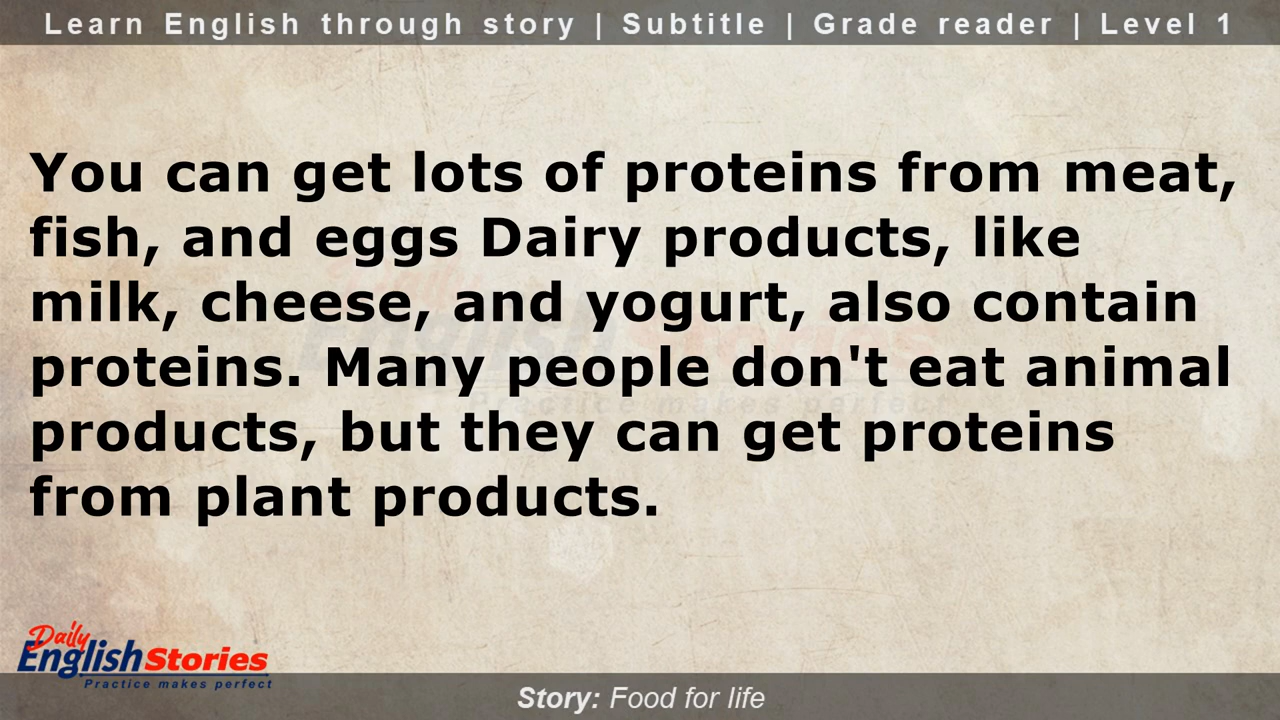 Learn English through story | Subtitle | Grade reader | Level 1
You can get lots of proteins from meat,
fish, and eggs Dairy products, like
milk, cheese, and yogurt, also contain
proteins. Many people don't eat animal
products, but they can get proteins
from plant products.
Daily
English Stories
Practice makes perfect
Story: Food for life